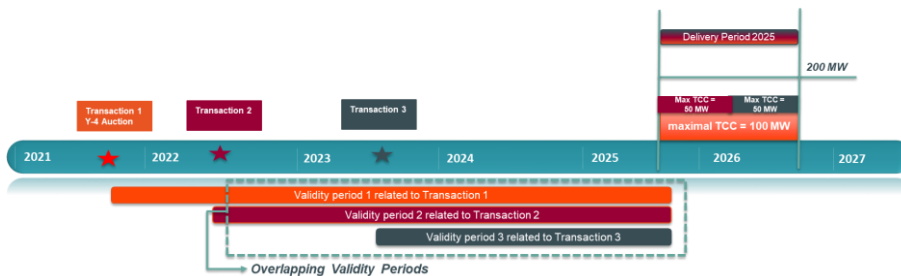 Delivery Period 2025
200 MW
Transaction 1
Y-4 Auction
Transaction 2
Transaction 3
Max TCC =
50 MW
Max TCC =
50 MW
maximal TCC = 100 MW
2021
2022
2023
2024
2025
2026
2027
Validity period 1 related to Transaction 1
Validity period 2 related to Transaction 2
Validity period 3 related to Transaction 3
Overlapping Validity Periods